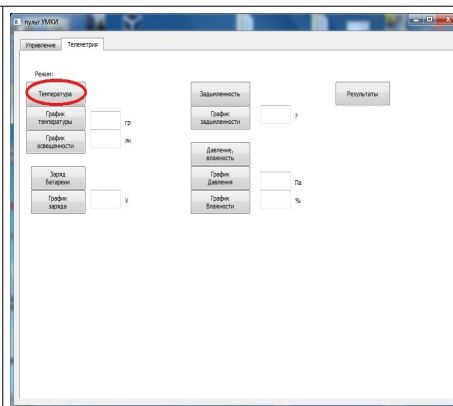 пульт УМКИ
Управление
Телеметрия
Режим:
Температура
Задымленность
Результаты
График
температуры
гр
График
задымленности
?
График
освещенности
лк
Давление,
влажность
Заряд
батареи
График
Давления
Па
График
заряда
V
График
Влажности
%